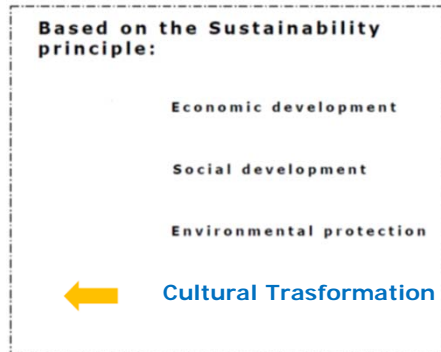 Based on the Sustainability
principle:
Economic development
Social development
Environmental protection
Cultural Trasformation